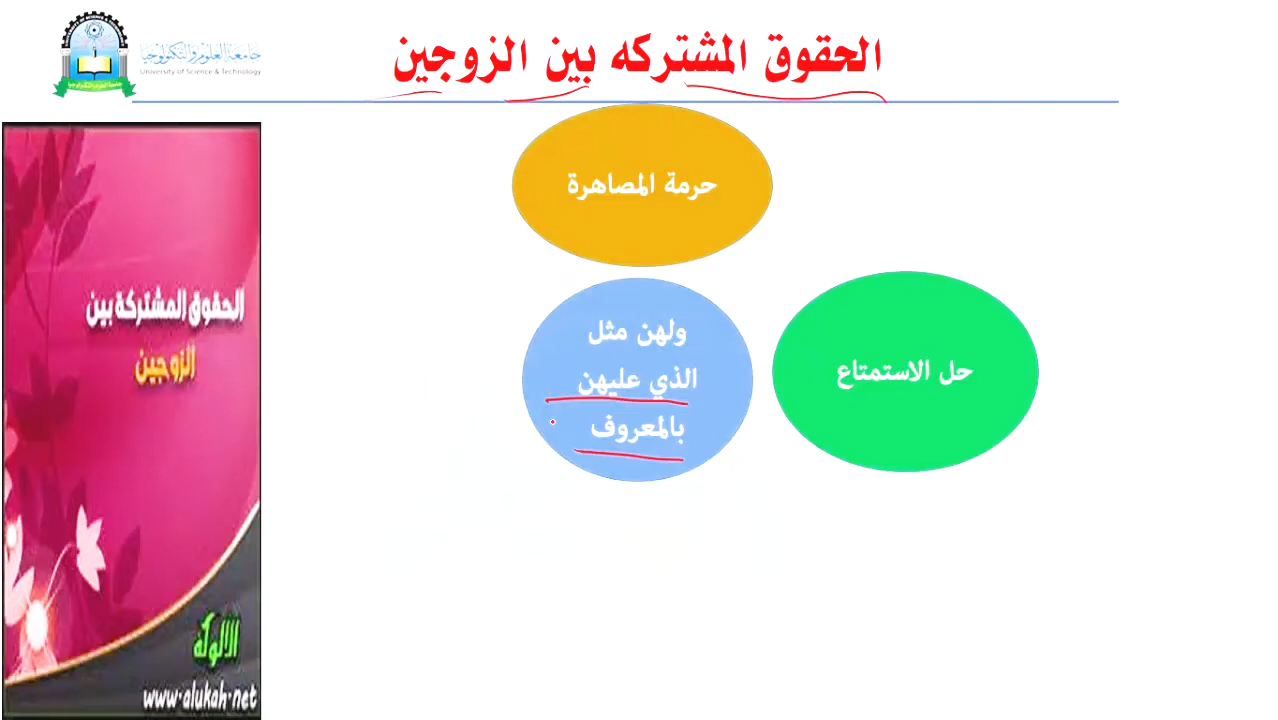 الحقوق المشتركه بين الزوجين
جامعة العلوم والتكنولوجيا
University of Science & Technology
حرمة المصاهرة
حل الاستمتاع
ولهن مثل
الذي عليهن
بالمعروف
الحقوق المشتركة بين
الزوجين
الألوكة
www.alukah.net